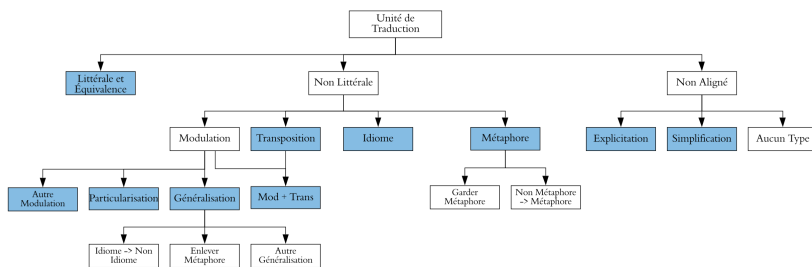 Unité de
Traduction
Littérale et
Équivalence
Non Littérale
Non Aligné
Modulation
Transposition
Idiome
Métaphore
Explicitation
Simplification
Aucun Type
Autre
Modulation
Particularisation
Généralisation
Mod + Trans
Garder
Métaphore
Non Métaphore
-> Métaphore
Idiome -> Non
Idiome
Enlever
Métaphore
Autre
Généralisation